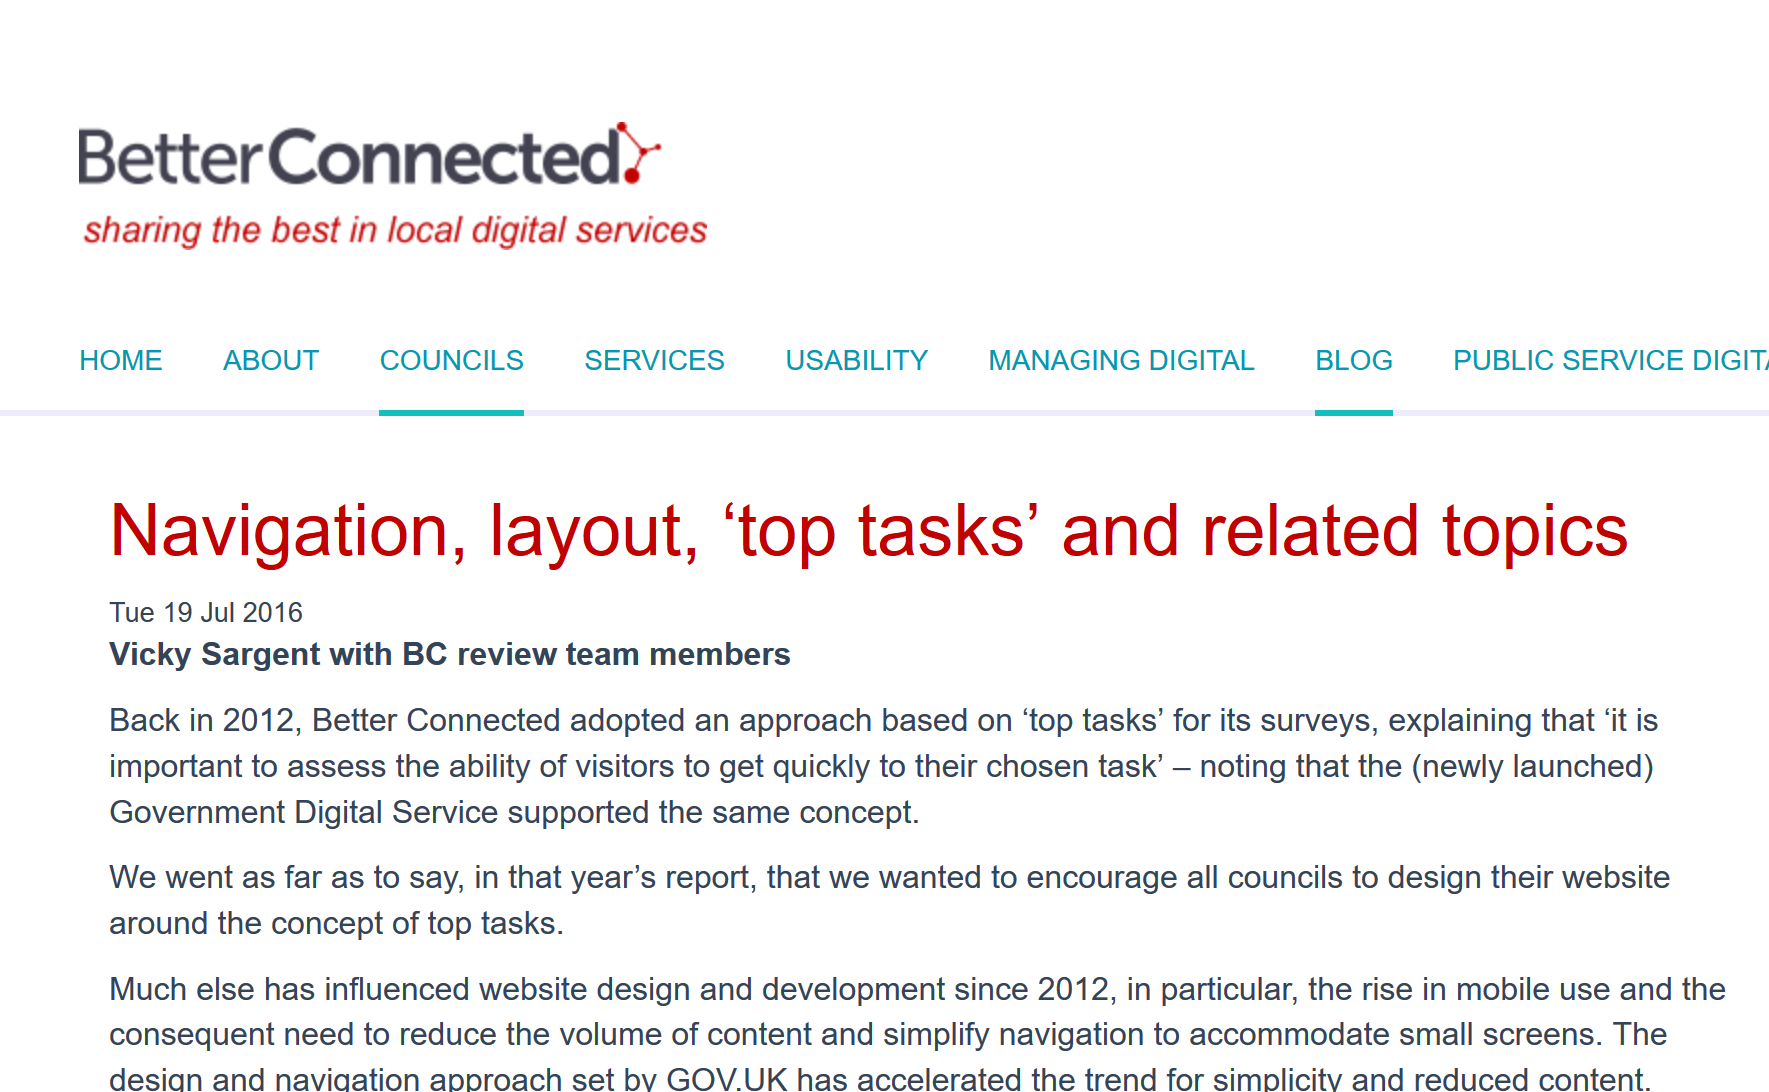 BetterConnected
sharing the best in local digital services
HOME ABOUT COUNCILS SERVICES USABILITY MANAGING DIGITAL BLOG PUBLIC SERVICE DIGITA
Navigation, layout, ‘top tasks’ and related topics
Tue 19 Jul 2016
Vicky Sargent with BC review team members
Back in 2012, Better Connected adopted an approach based on ‘top tasks’ for its surveys, explaining that ‘it is
important to assess the ability of visitors to get quickly to their chosen task’ – noting that the (newly launched)
Government Digital Service supported the same concept.
We went as far as to say, in that year’s report, that we wanted to encourage all councils to design their website
around the concept of top tasks.
Much else has influenced website design and development since 2012, in particular, the rise in mobile use and the
consequent need to reduce the volume of content and simplify navigation to accommodate small screens. The
design and navigation approach set by GOV.UK has accelerated the trend for simplicity and reduced content.